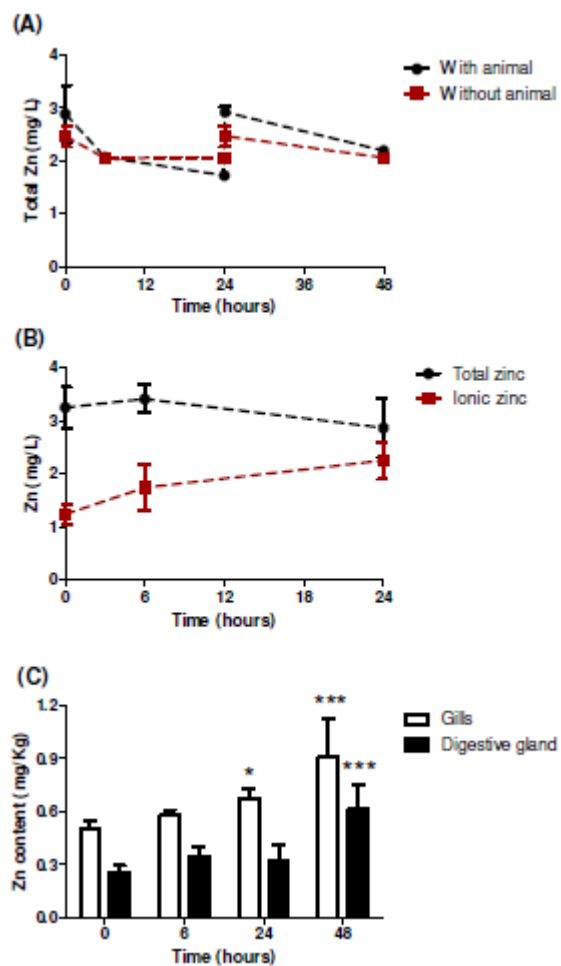 (A)
4
3
2
1
0
Total Zn (mg/L)
0 12 24 36 48
Time (hours)
With animal
Without animal
(B)
4
3
2
1
0
Zn (mg/L)
0 6 12 18 24
Time (hours)
Total zinc
Ionic zinc
(C)
1.2
0.9
0.6
0.3
0.0
Zn content (mg/Kg)
*
***
***
0 6 24 48
Time (hours)
Gills
Digestive gland